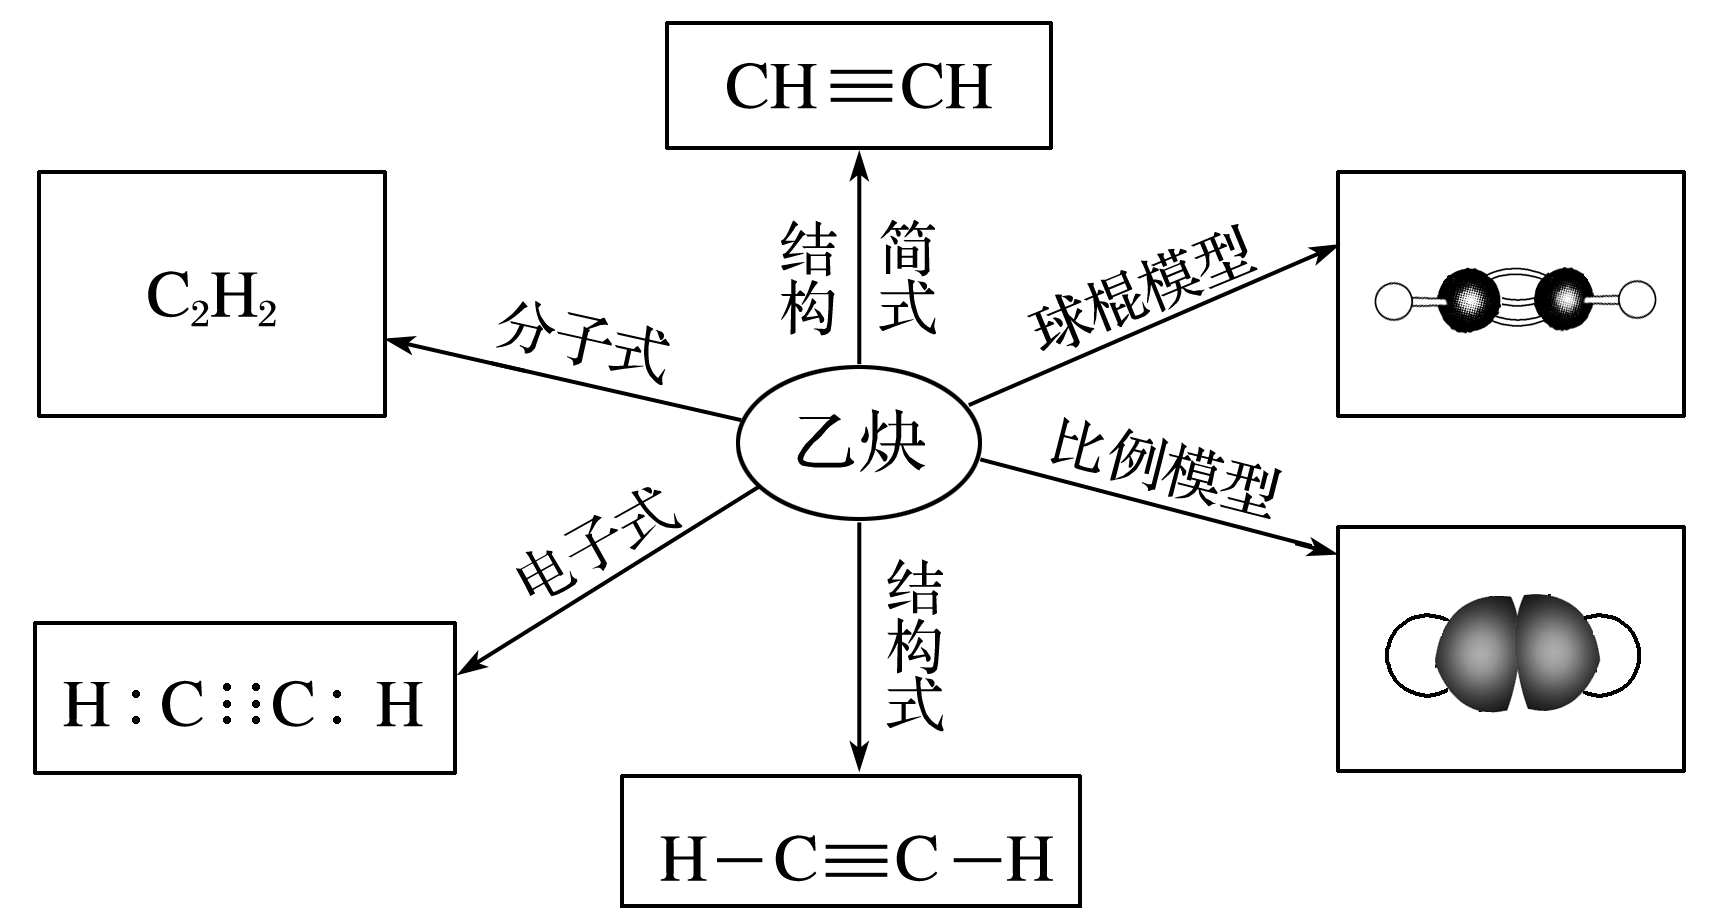 CH≡CH
结构简式
C₂H₂
分子式
球棍模型
乙炔
比例模型
电子式
H:C⋮⋮C:H
结构式
H—C≡C—H